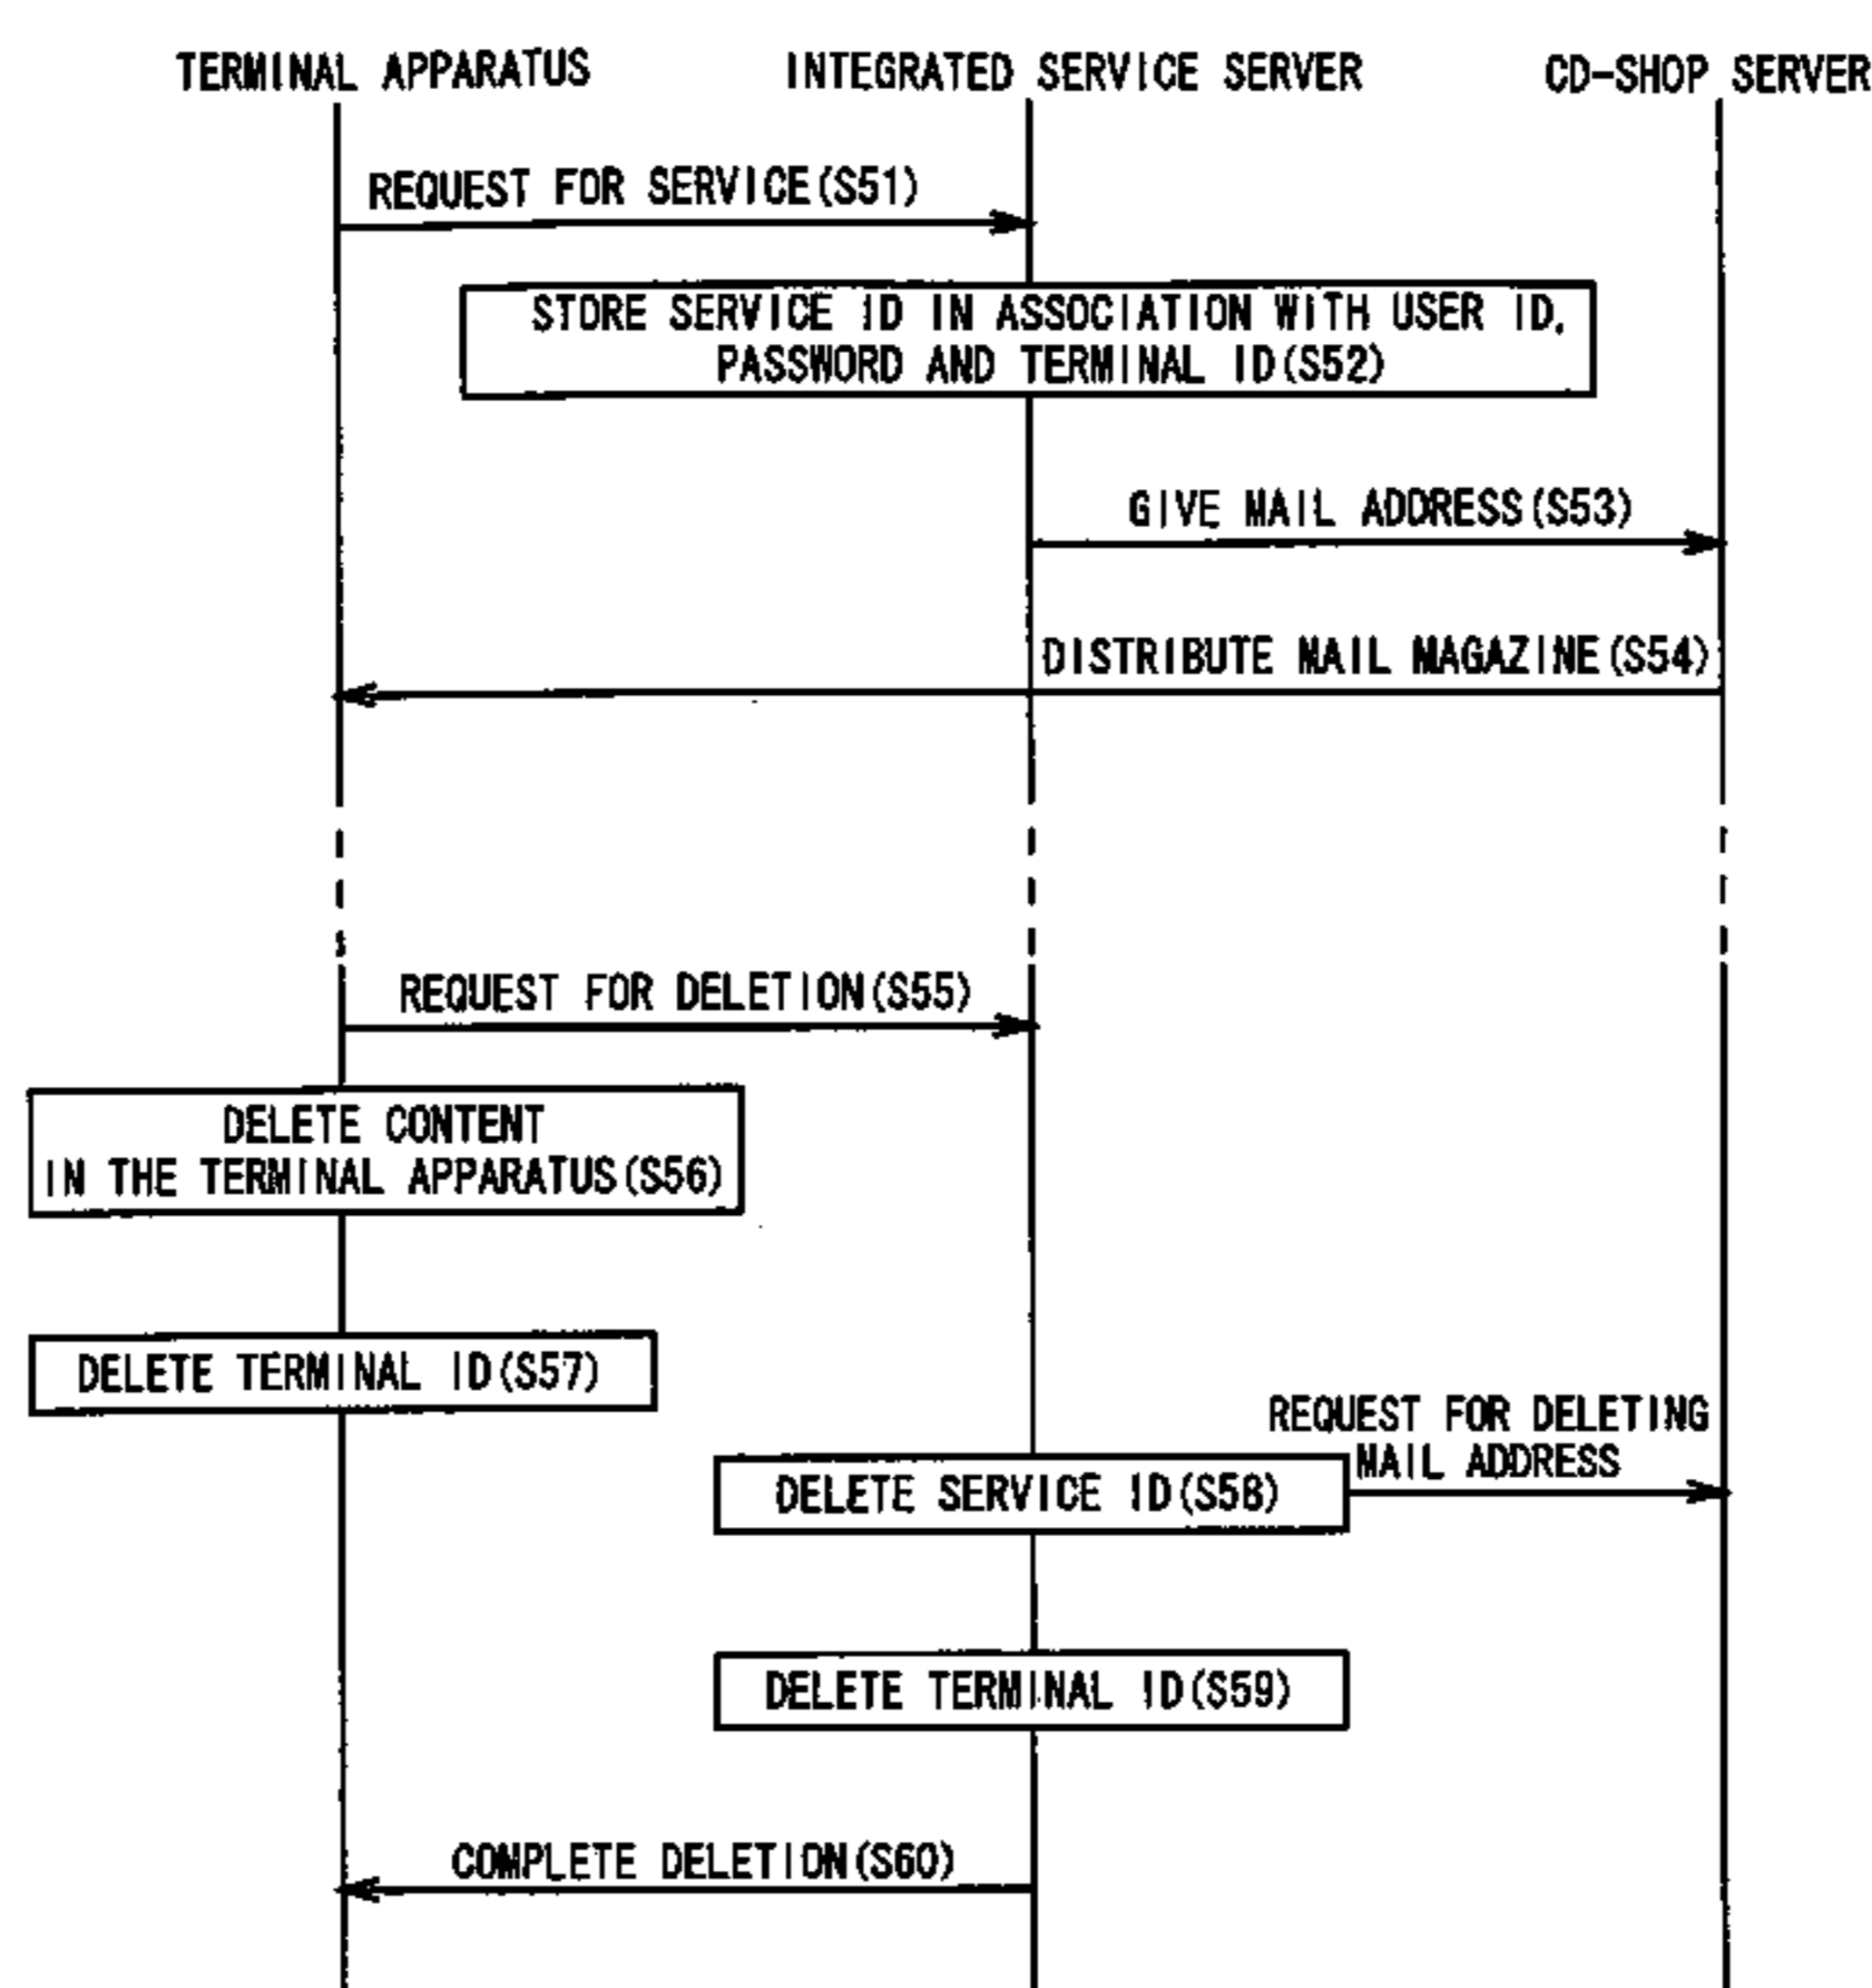 TERMINAL APPARATUS
INTEGRATED SERVICE SERVER
CD-SHOP SERVER
REQUEST FOR SERVICE(S51)
STORE SERVICE ID IN ASSOCIATION WITH USER ID,
PASSWORD AND TERMINAL ID(S52)
GIVE MAIL ADDRESS(S53)
DISTRIBUTE MAIL MAGAZINE(S54)
REQUEST FOR DELETION(S55)
DELETE CONTENT
IN THE TERMINAL APPARATUS(S56)
DELETE TERMINAL ID(S57)
REQUEST FOR DELETING
MAIL ADDRESS
DELETE SERVICE ID(S58)
DELETE TERMINAL ID(S59)
COMPLETE DELETION(S60)